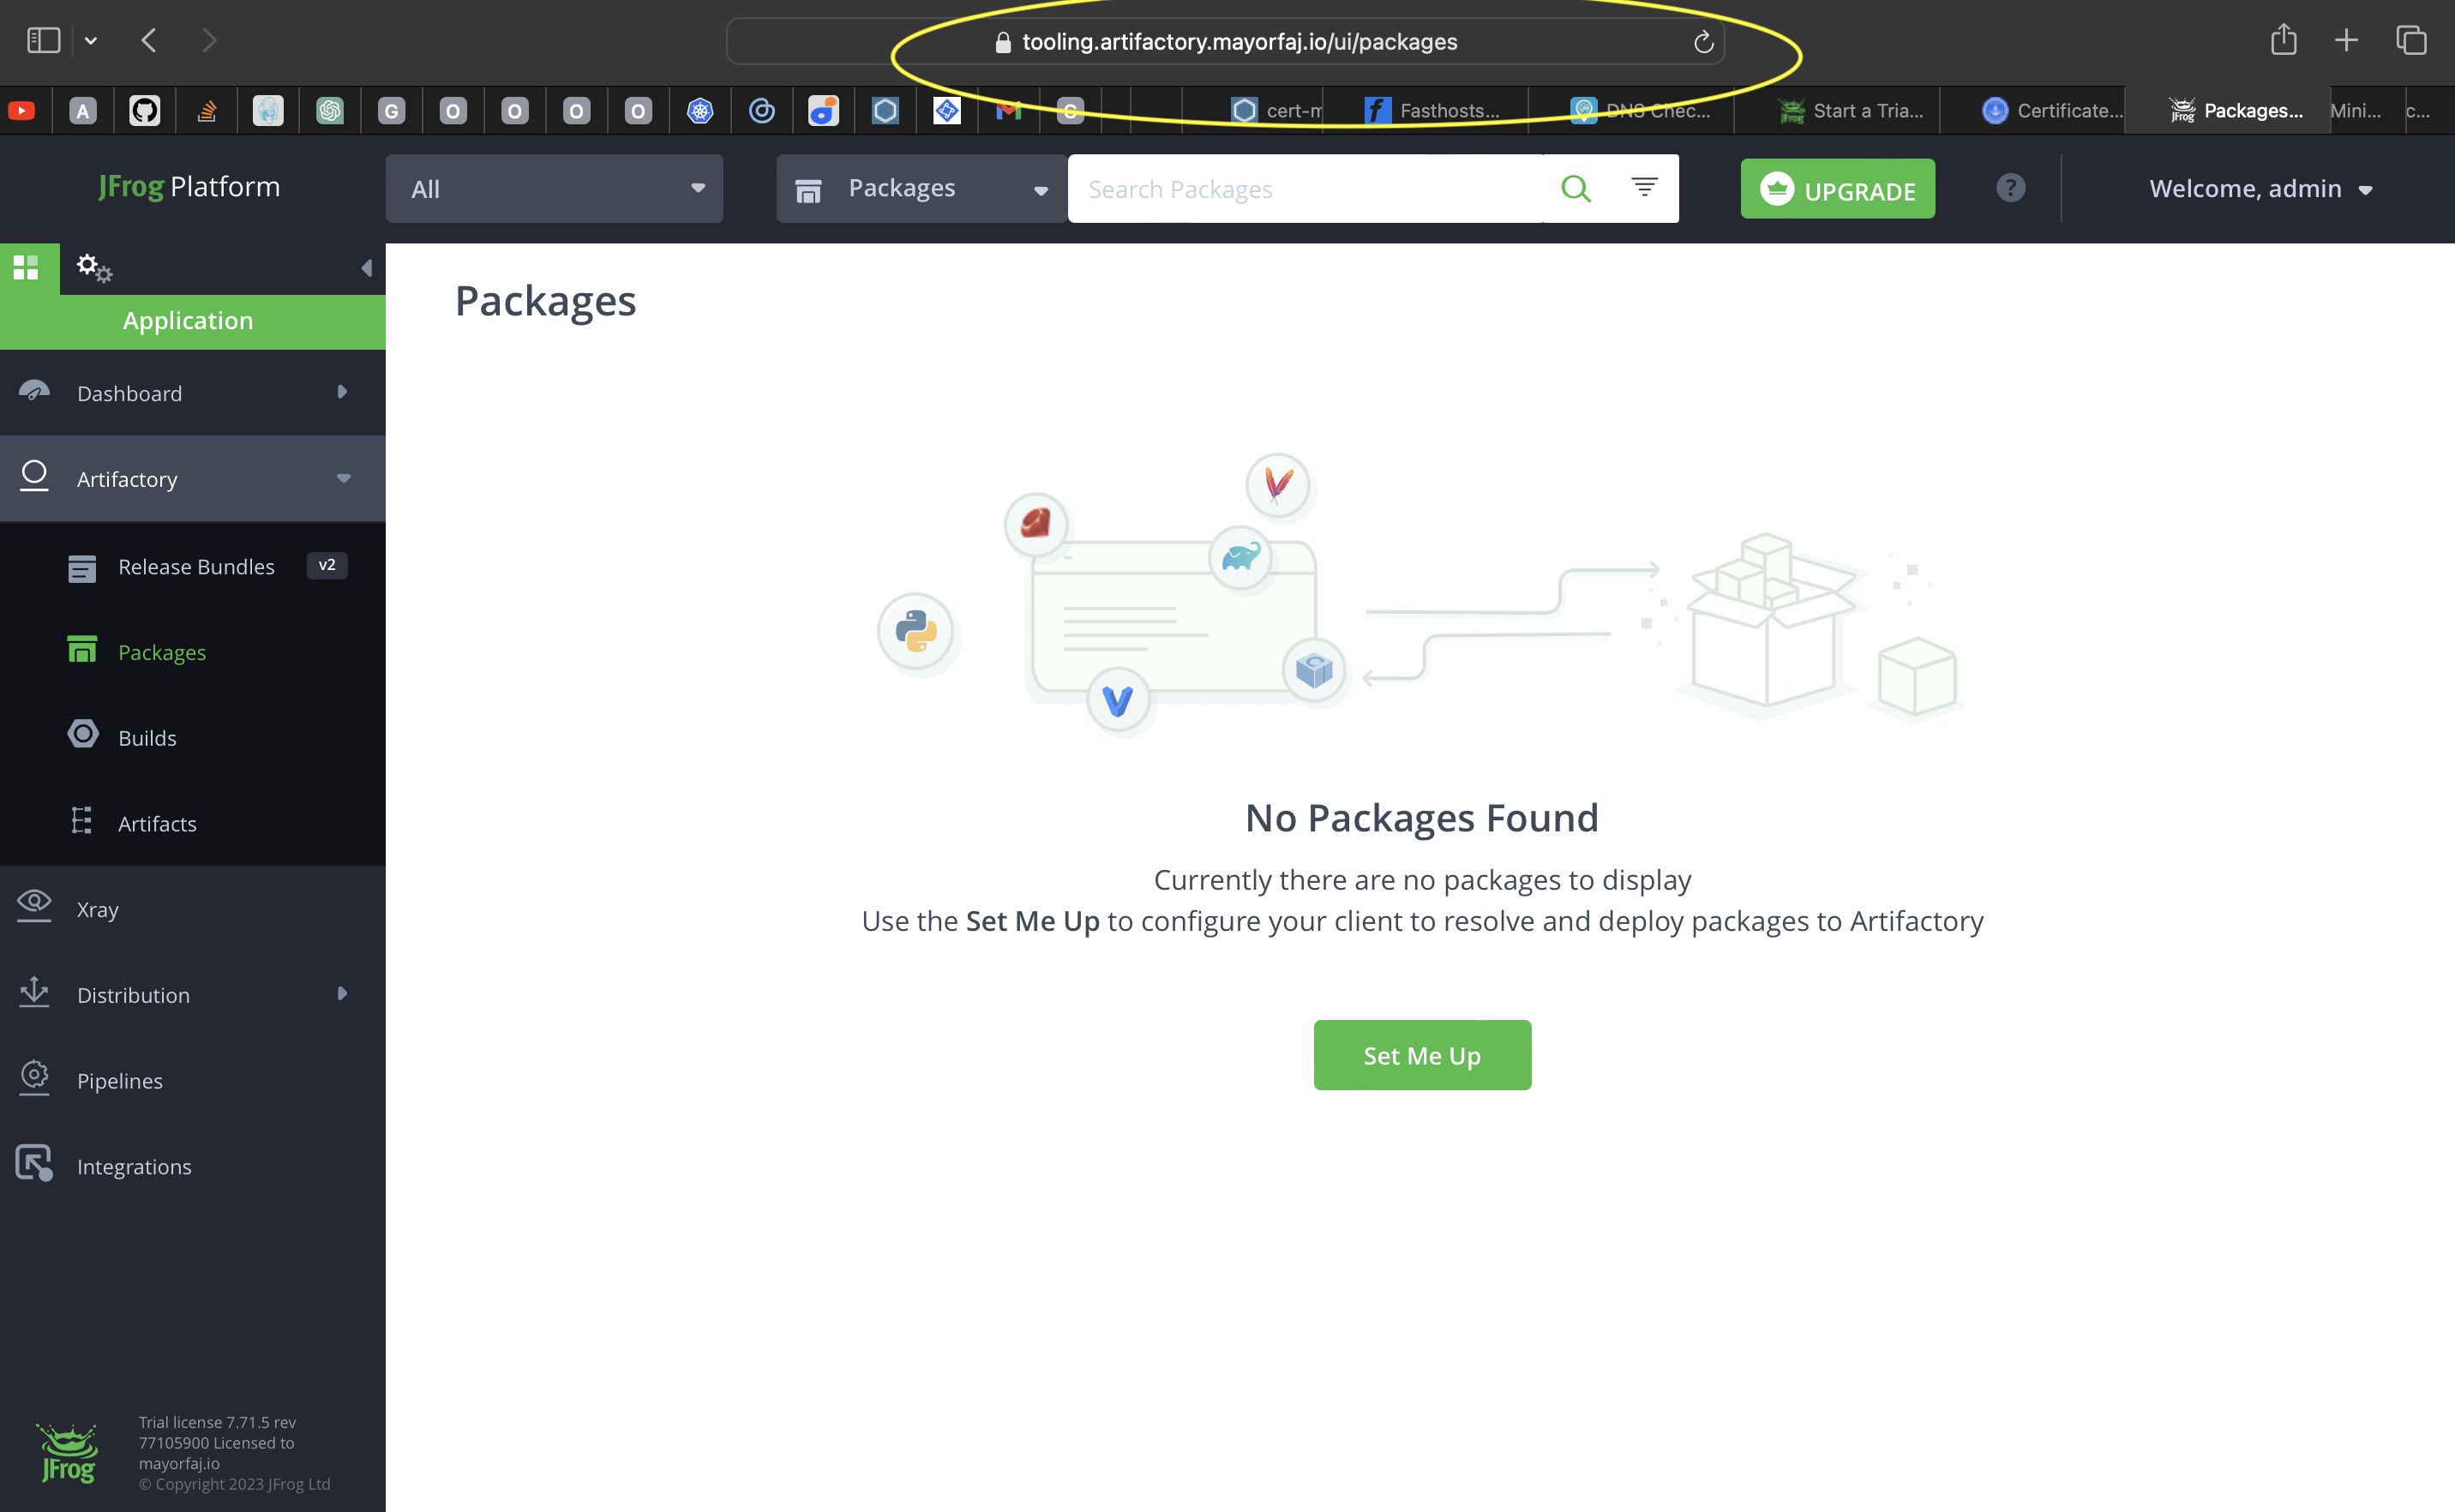 tooling.artifactory.mayorfaj.io/ui/packages
A
G
O
O
O
O
G
cert-m
Fasthosts...
DNS Chec...
Start a Tria...
Certificate...
JFrog
Packages...
Mini...
c...
JFrog Platform
All
Packages
Search Packages
UPGRADE
?
Welcome, admin
Application
Packages
Dashboard
Artifactory
Release Bundles
v2
Packages
Builds
Artifacts
Xray
Distribution
Pipelines
Integrations
No Packages Found
Currently there are no packages to display
Use the Set Me Up to configure your client to resolve and deploy packages to Artifactory
Set Me Up
JFrog
Trial license 7.71.5 rev
77105900 Licensed to
mayorfaj.io
© Copyright 2023 JFrog Ltd